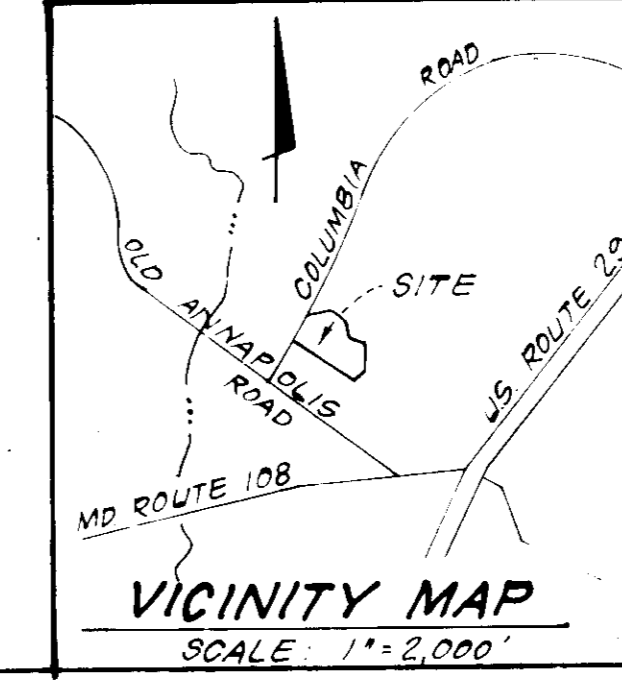 COLUMBIA ROAD
OLD ANNAPOLIS ROAD
SITE
U.S. ROUTE 29
MD. ROUTE 108
VICINITY MAP
SCALE: 1" = 2,000'